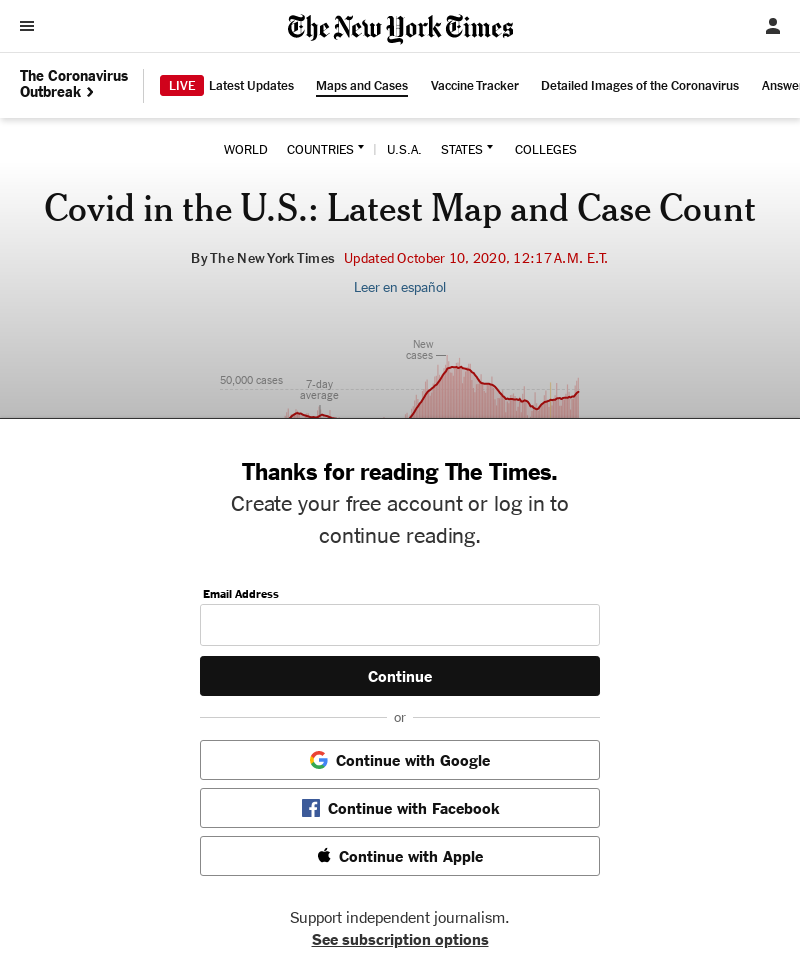 The New York Times
The Coronavirus
Outbreak
LIVE Latest Updates Maps and Cases Vaccine Tracker Detailed Images of the Coronavirus Answer
WORLD COUNTRIES | U.S.A. STATES COLLEGES
Covid in the U.S.: Latest Map and Case Count
By The New York Times Updated October 10, 2020, 12:17 A.M. E.T.
Leer en español
New
cases
50,000 cases
7-day
average
Thanks for reading The Times.
Create your free account or log in to
continue reading.
Email Address
Continue
or
Continue with Google
Continue with Facebook
Continue with Apple
Support independent journalism.
See subscription options